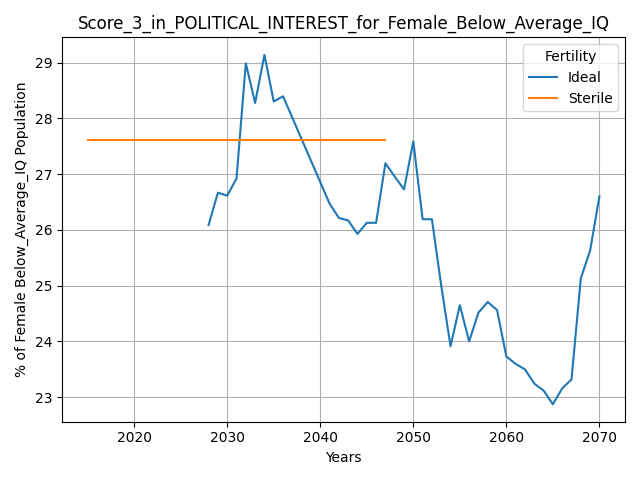 Score_3_in_POLITICAL_INTEREST_for_Female_Below_Average_IQ
Fertility
Ideal
Sterile
% of Female Below_Average_IQ Population
29
28
27
26
25
24
23
2020
2030
2040
2050
2060
2070
Years